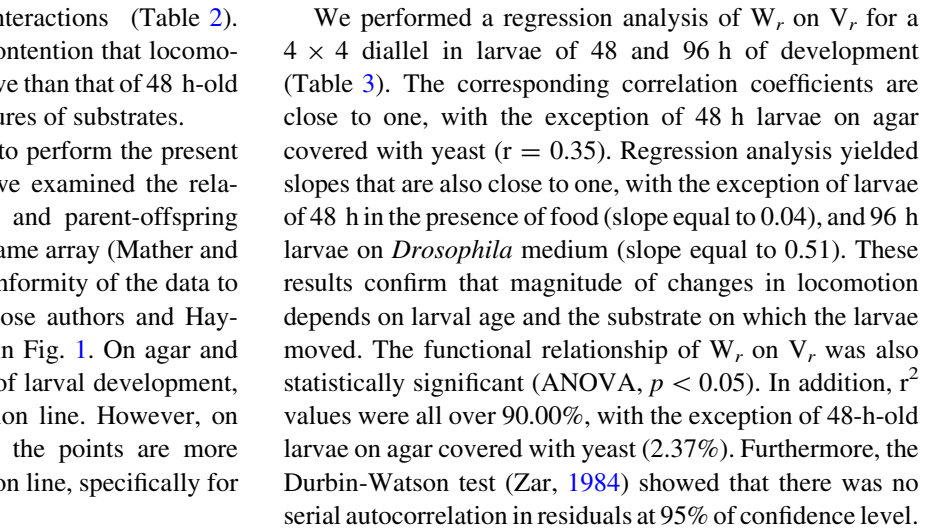 nteractions (Table 2).
ontention that locomo-
ve than that of 48 h-old
ures of substrates.
to perform the present
ve examined the rela-
and parent-offspring
ame array (Mather and
nformity of the data to
ose authors and Hay-
n Fig. 1. On agar and
of larval development,
on line. However, on
the points are more
on line, specifically for
We performed a regression analysis of Wr on Vr for a
4 × 4 diallel in larvae of 48 and 96 h of development
(Table 3). The corresponding correlation coefficients are
close to one, with the exception of 48 h larvae on agar
covered with yeast (r = 0.35). Regression analysis yielded
slopes that are also close to one, with the exception of larvae
of 48 h in the presence of food (slope equal to 0.04), and 96 h
larvae on Drosophila medium (slope equal to 0.51). These
results confirm that magnitude of changes in locomotion
depends on larval age and the substrate on which the larvae
moved. The functional relationship of Wr on Vr was also
statistically significant (ANOVA, p < 0.05). In addition, r²
values were all over 90.00%, with the exception of 48-h-old
larvae on agar covered with yeast (2.37%). Furthermore, the
Durbin-Watson test (Zar, 1984) showed that there was no
serial autocorrelation in residuals at 95% of confidence level.